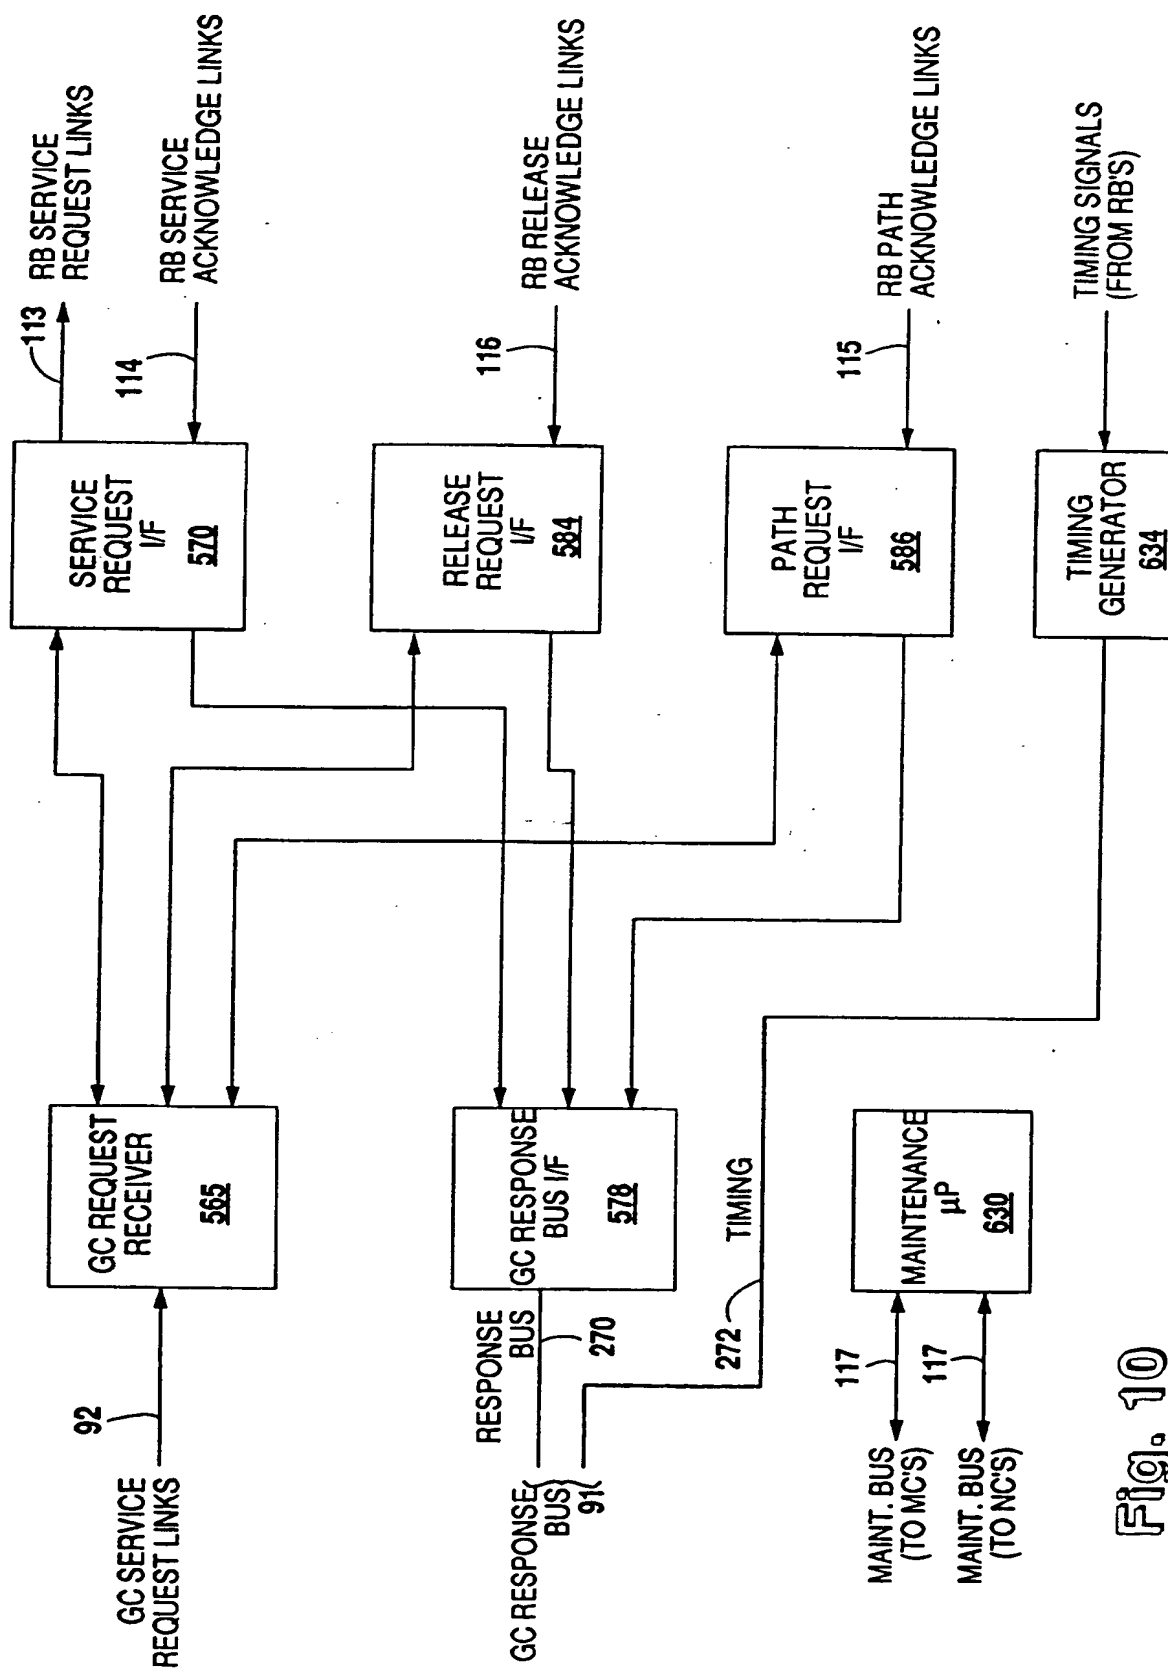 GC SERVICE
REQUEST LINKS
92
GC REQUEST
RECEIVER
565
SERVICE
REQUEST
I/F
570
113
RB SERVICE
REQUEST LINKS
114
RB SERVICE
ACKNOWLEDGE LINKS
RELEASE
REQUEST
I/F
584
116
RB RELEASE
ACKNOWLEDGE LINKS
GC RESPONSE
BUS
91
RESPONSE
BUS
270
GC RESPONSE
BUS I/F
578
PATH
REQUEST
I/F
586
115
RB PATH
ACKNOWLEDGE LINKS
272
TIMING
TIMING
GENERATOR
634
TIMING SIGNALS
(FROM RB'S)
MAINT. BUS
(TO MC'S)
117
MAINT. BUS
(TO NC'S)
117
MAINTENANCE
µP
630
Fig. 10